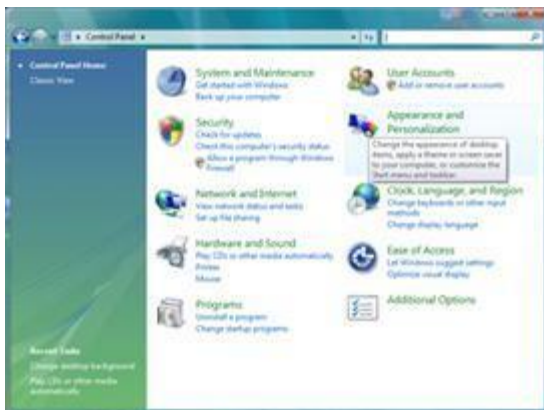 Control Panel
Control Panel Home
Classic View
System and Maintenance
Get started with Windows
Back up your computer
Security
Check for updates
Check this computer's security status
Allow a program through Windows
Firewall
Network and Internet
View network status and tasks
Set up file sharing
Hardware and Sound
Play CDs or other media automatically
Printer
Mouse
Programs
Uninstall a program
Change startup programs
User Accounts
Add or remove user accounts
Appearance and
Personalization
Change the appearance of desktop
items, apply a theme or screen saver
to your computer, or customize the
Start menu and taskbar.
Clock, Language, and Region
Change keyboards or other input
methods
Change display language
Ease of Access
Let Windows suggest settings
Optimize visual display
Additional Options
Recent Tasks
Change desktop background
Play CDs or other media
automatically